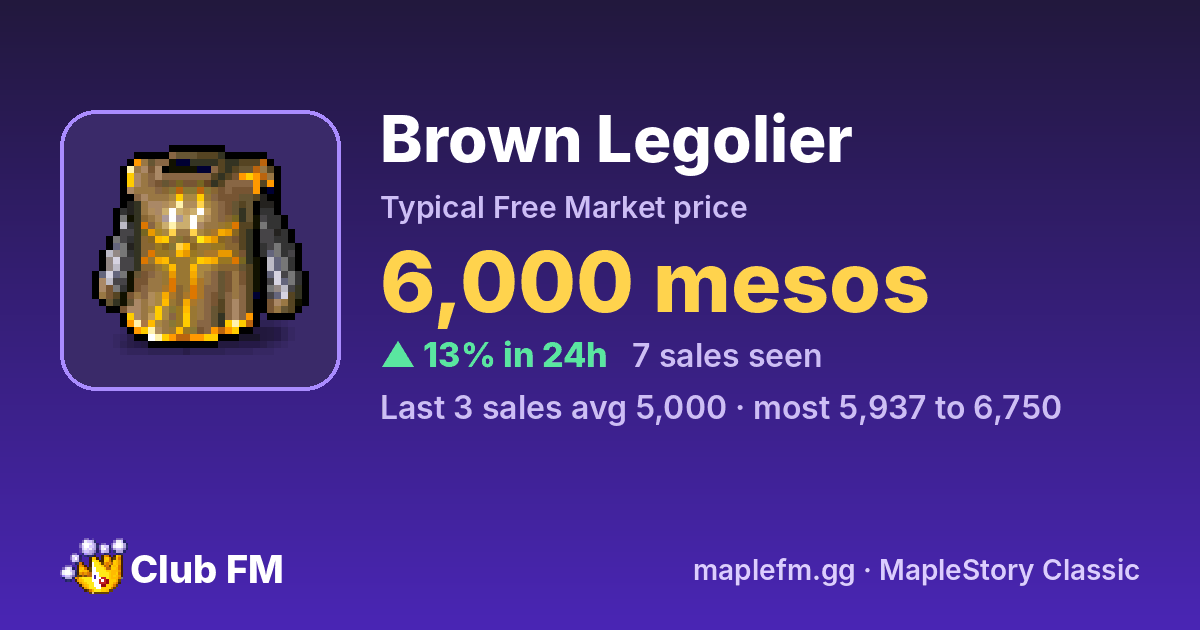 Brown Legolier
Typical Free Market price
6,000 mesos
▲ 13% in 24h 7 sales seen
Last 3 sales avg 5,000 · most 5,937 to 6,750
Club FM
maplefm.gg · MapleStory Classic